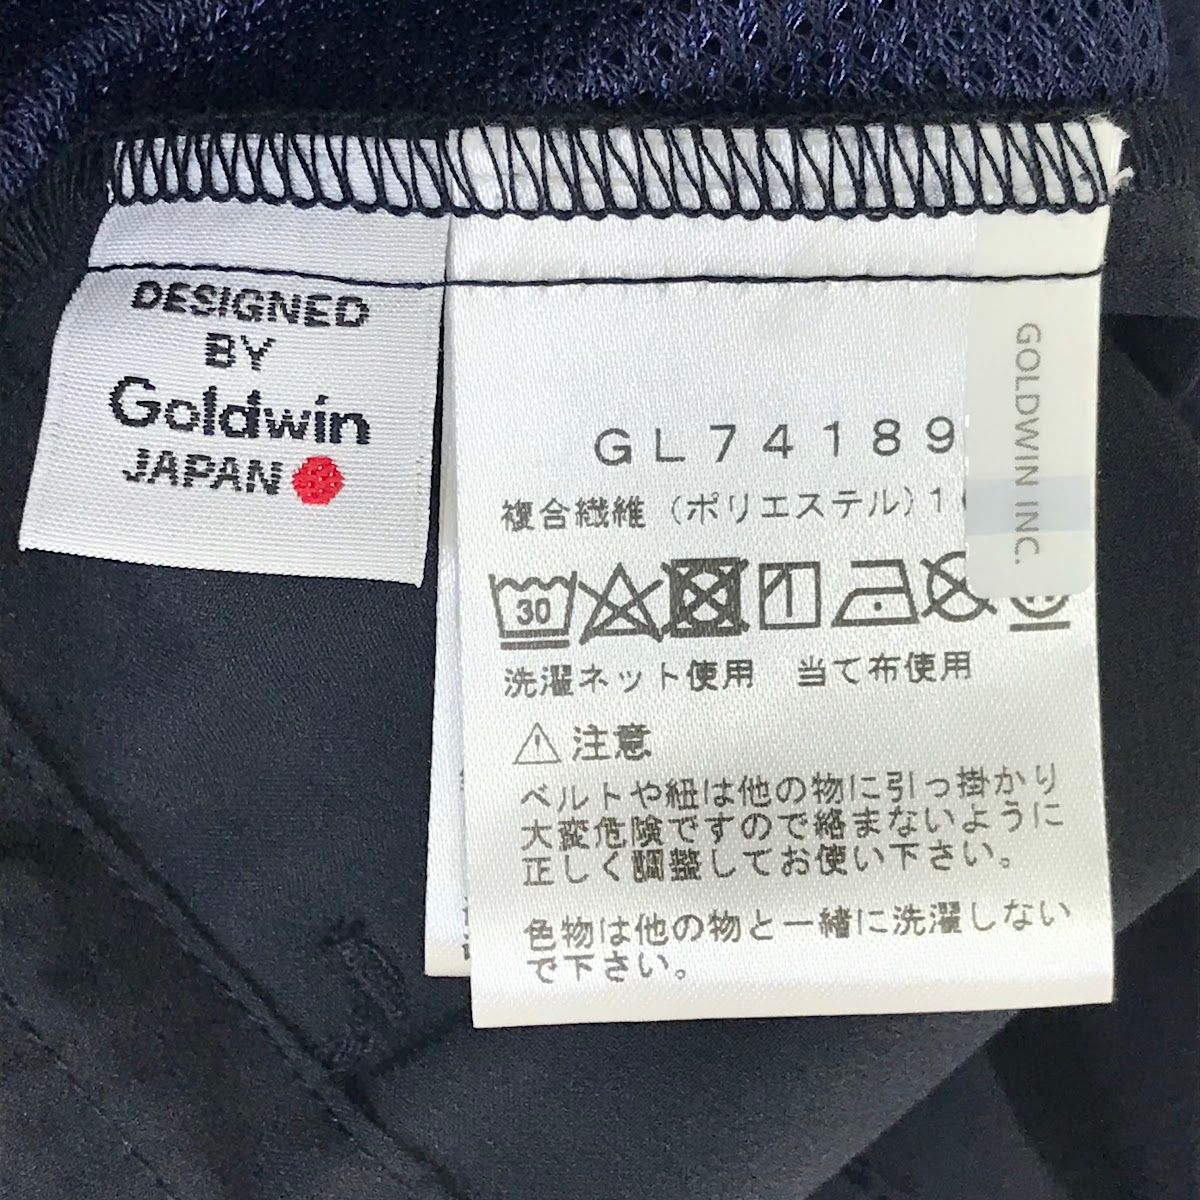 DESIGNED
BY
Goldwin
JAPAN
GOLDWIN INC.
GL74189
複合繊維(ポリエステル)
30
洗濯ネット使用 当て布使用
注意
ベルトや紐は他の物に引っ掛かり
大変危険ですので絡まないように
正しく調整してお使い下さい。
色物は他の物と一緒に洗濯しない
で下さい。